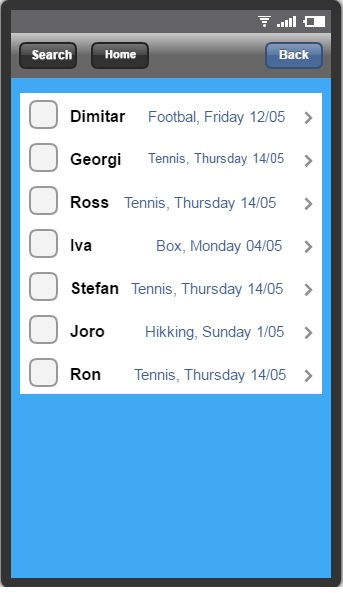 Search Home Back
Dimitar Footbal, Friday 12/05
Georgi Tennis, Thursday 14/05
Ross Tennis, Thursday 14/05
Iva Box, Monday 04/05
Stefan Tennis, Thursday 14/05
Joro Hikking, Sunday 1/05
Ron Tennis, Thursday 14/05